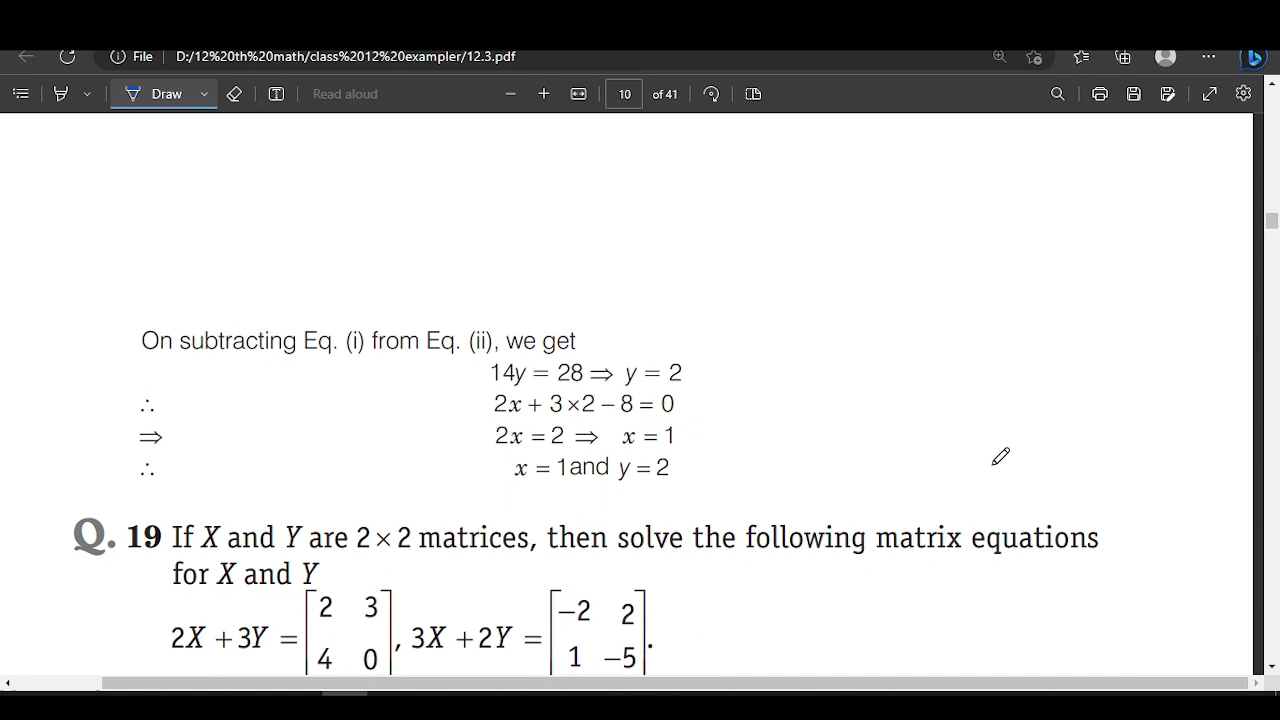 File D:/12%20th%20math/class%2012%20exampler/12.3.pdf
Draw Read aloud 10 of 41
On subtracting Eq. (i) from Eq. (ii), we get
14y = 28 ⇒ y = 2
∴ 2x + 3 × 2 – 8 = 0
⇒ 2x = 2 ⇒ x = 1
∴ x = 1 and y = 2
Q. 19 If X and Y are 2 × 2 matrices, then solve the following matrix equations
for X and Y
2X + 3Y = [2 3; 4 0], 3X + 2Y = [–2 2; 1 –5].